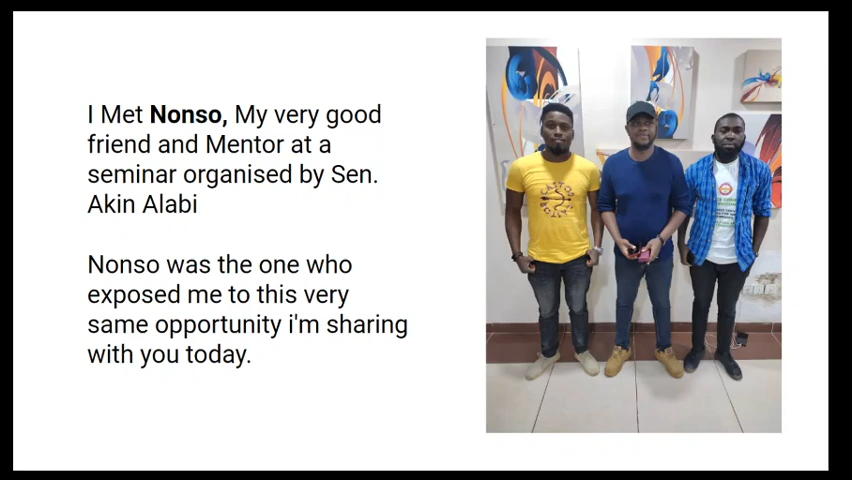 I Met Nonso, My very good
friend and Mentor at a
seminar organised by Sen.
Akin Alabi
Nonso was the one who
exposed me to this very
same opportunity i'm sharing
with you today.